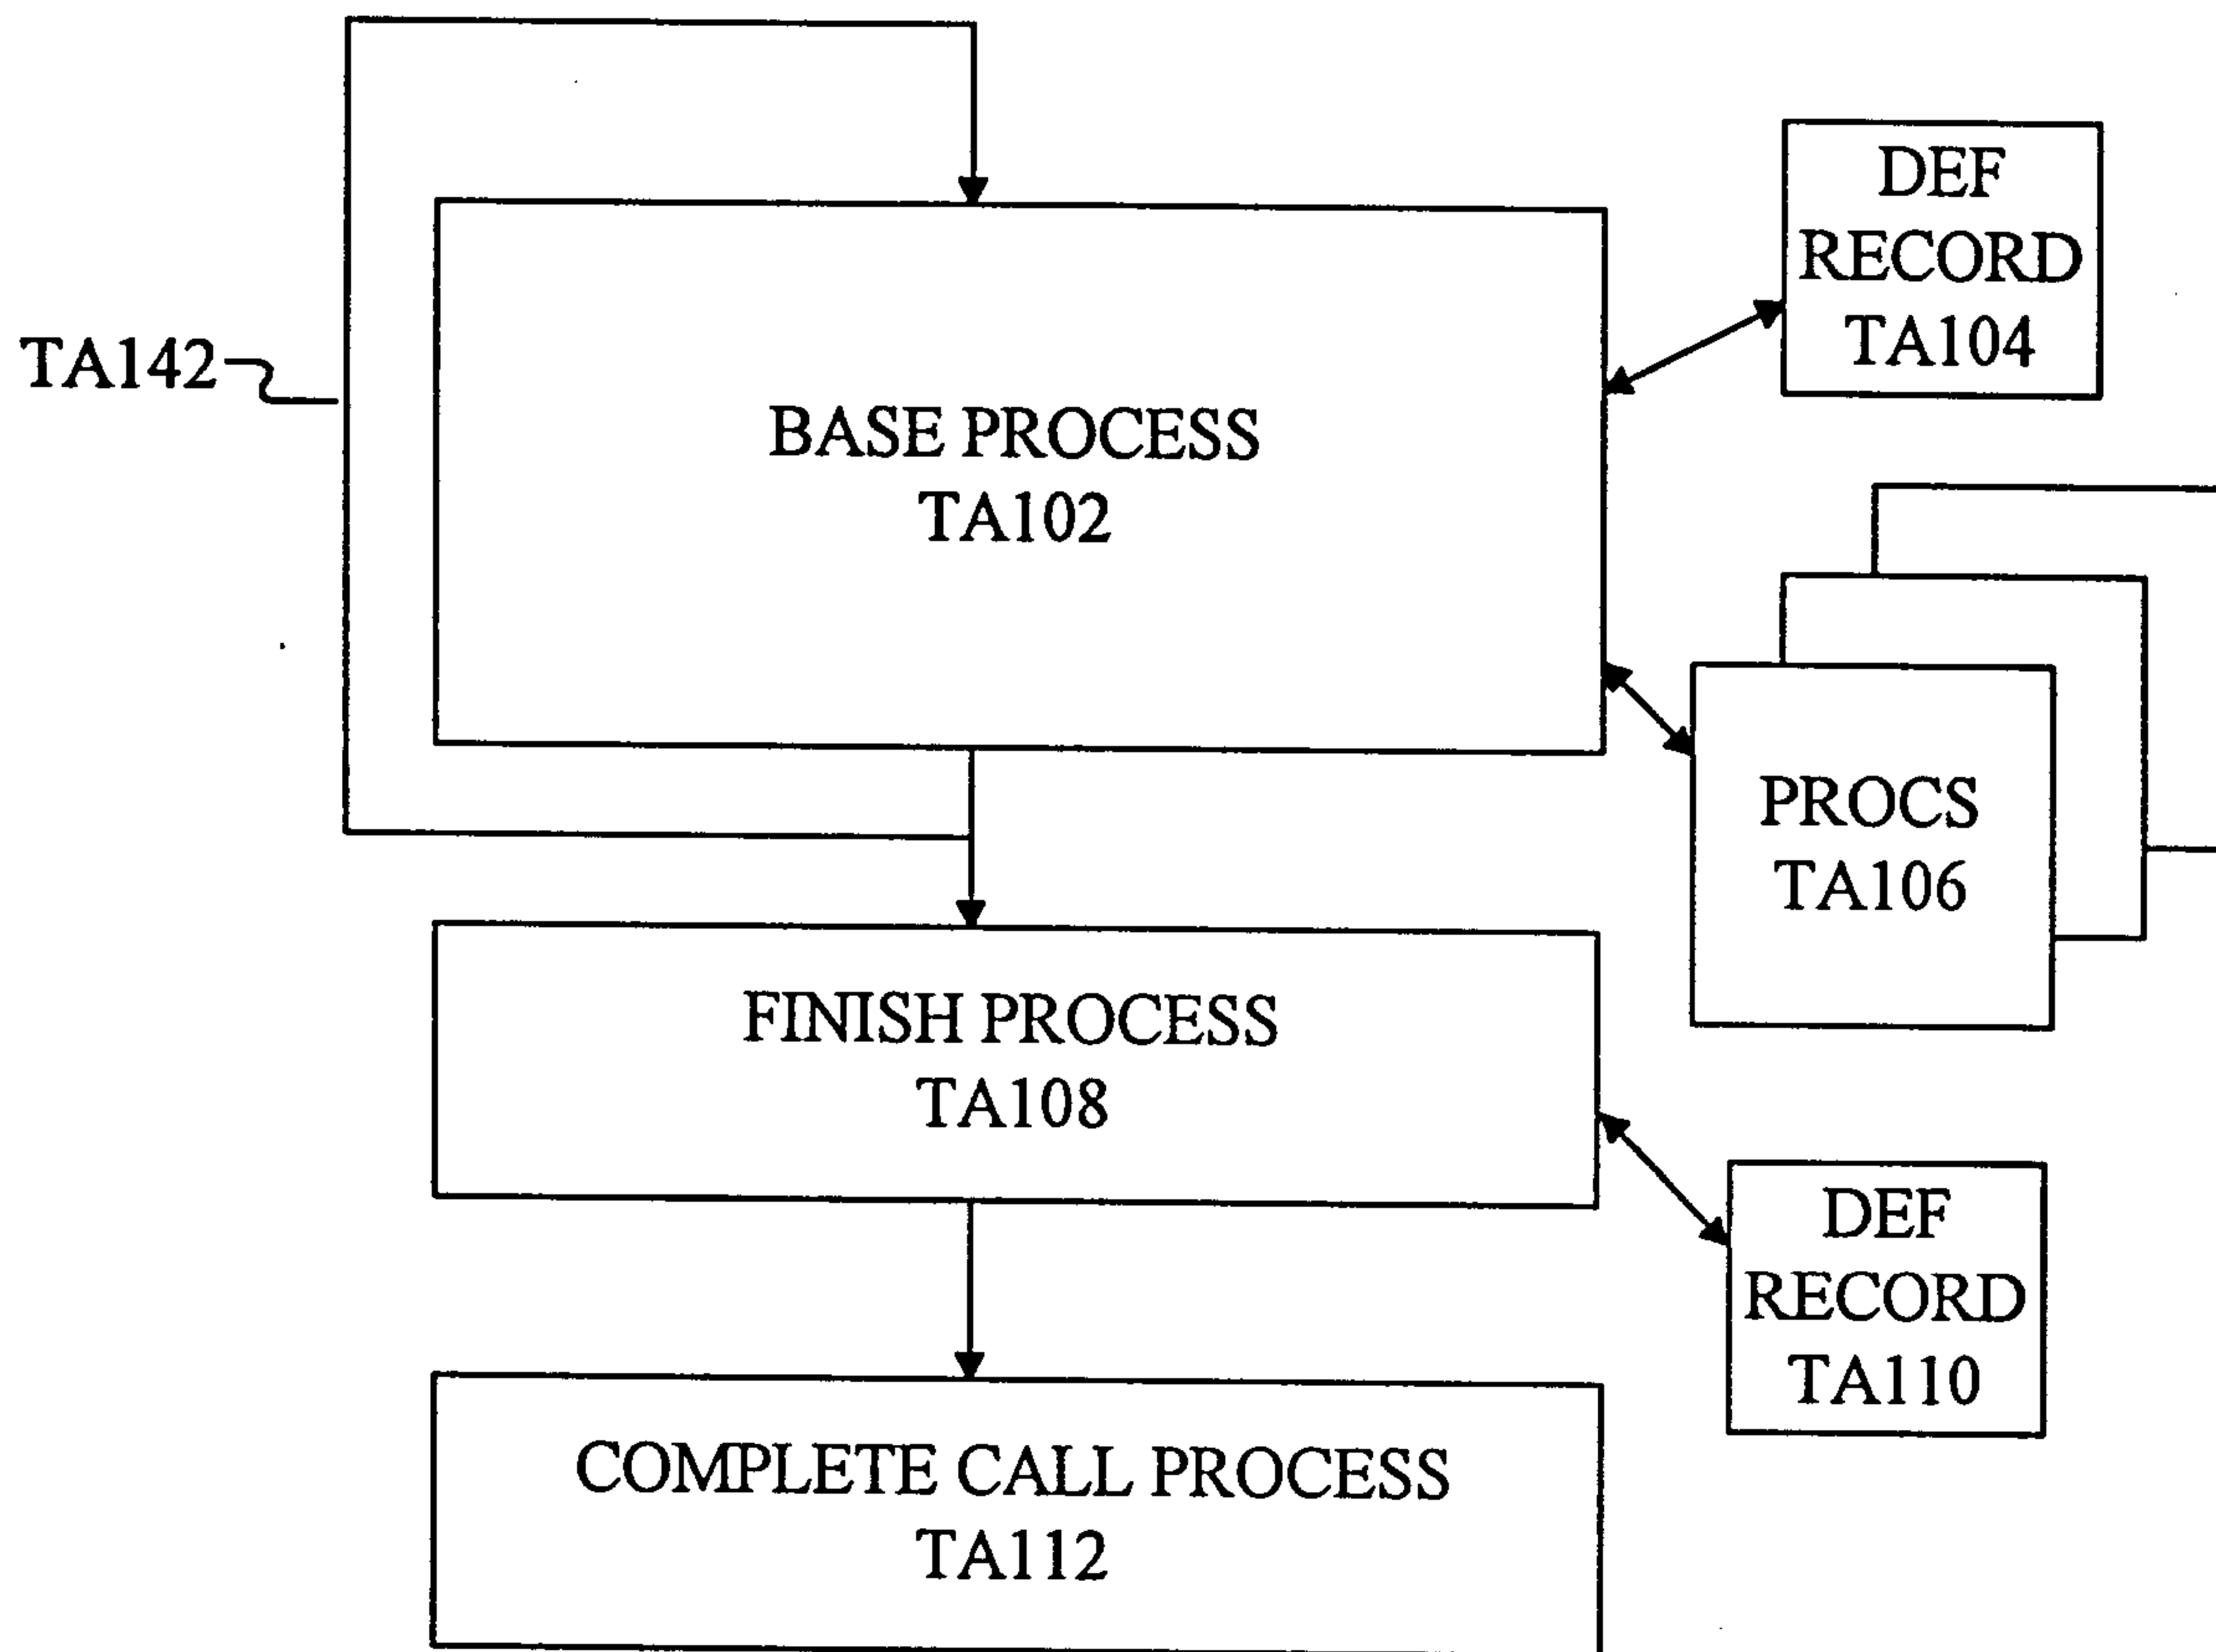 DEF
RECORD
TA104
TA142
BASE PROCESS
TA102
PROCS
TA106
FINISH PROCESS
TA108
DEF
RECORD
TA110
COMPLETE CALL PROCESS
TA112